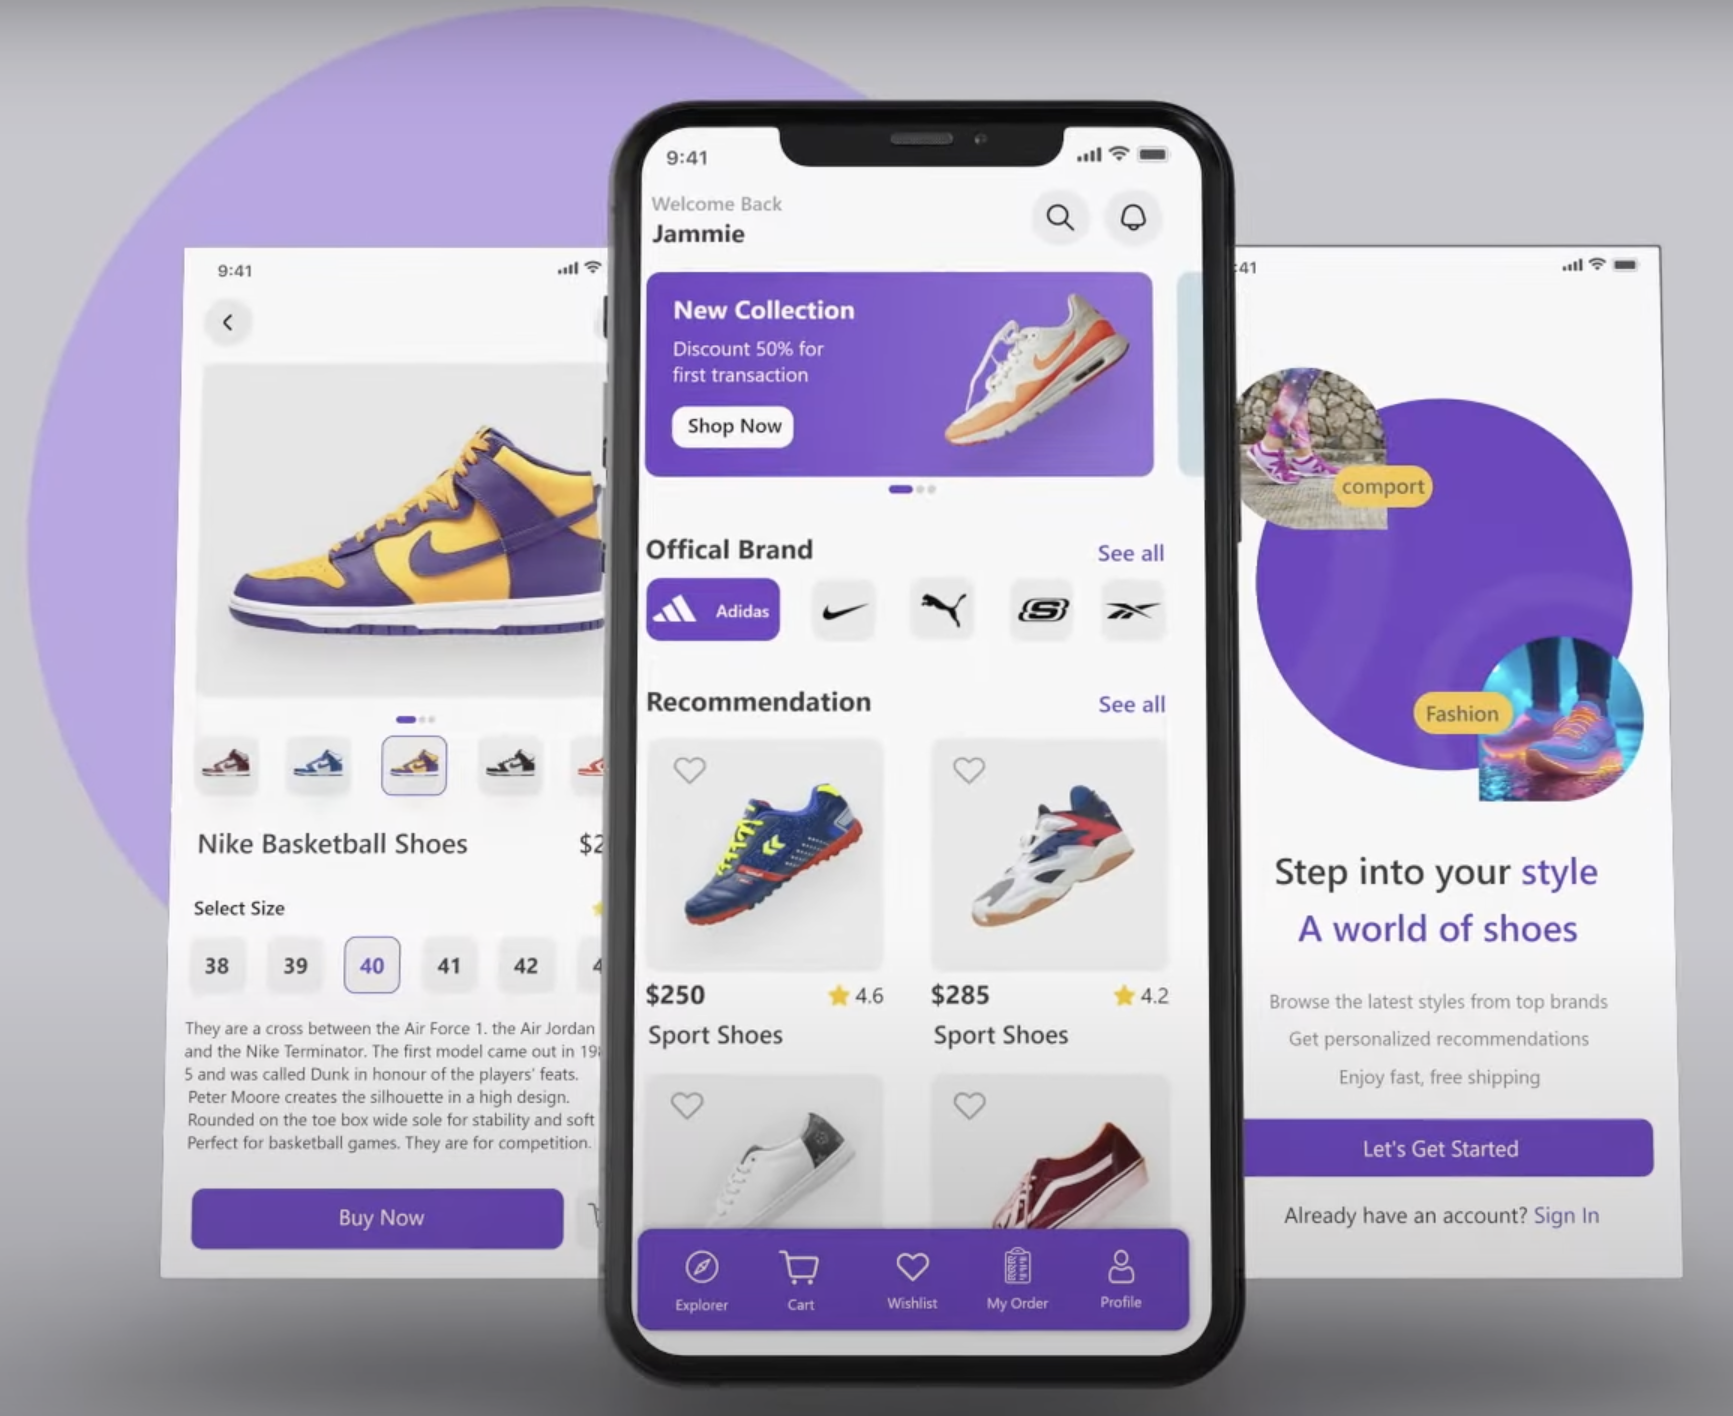 9:41
Nike Basketball Shoes
$2
Select Size
38 39 40 41 42
They are a cross between the Air Force 1. the Air Jordan
and the Nike Terminator. The first model came out in 198
5 and was called Dunk in honour of the players' feats.
Peter Moore creates the silhouette in a high design.
Rounded on the toe box wide sole for stability and soft
Perfect for basketball games. They are for competition.
Buy Now
9:41
Welcome Back
Jammie
New Collection
Discount 50% for
first transaction
Shop Now
Offical Brand See all
Adidas
Recommendation See all
$250 4.6 $285 4.2
Sport Shoes Sport Shoes
Explorer Cart Wishlist My Order Profile
:41
comport
Fashion
Step into your style
A world of shoes
Browse the latest styles from top brands
Get personalized recommendations
Enjoy fast, free shipping
Let's Get Started
Already have an account? Sign In